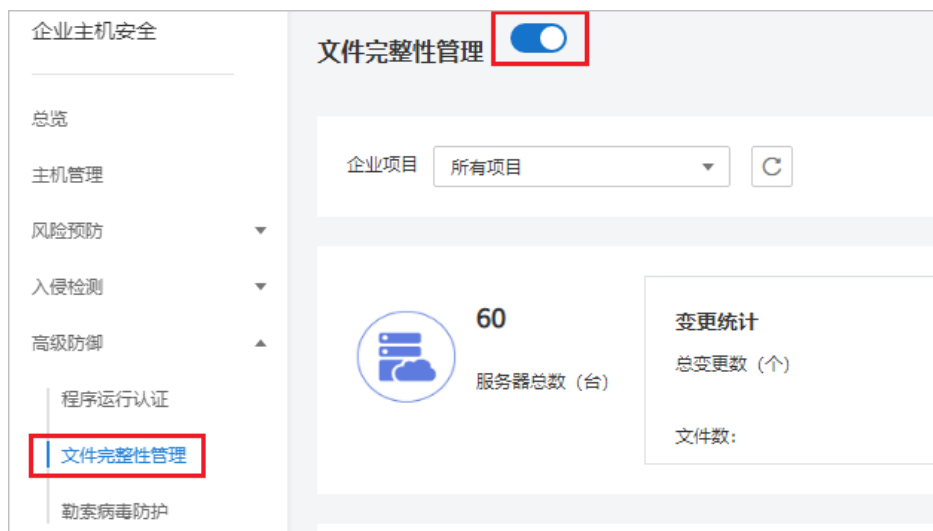 企业主机安全
总览
主机管理
风险预防
入侵检测
高级防御
程序运行认证
文件完整性管理
勒索病毒防护
文件完整性管理
企业项目
所有项目
60
服务器总数（台）
变更统计
总变更数（个）
文件数: